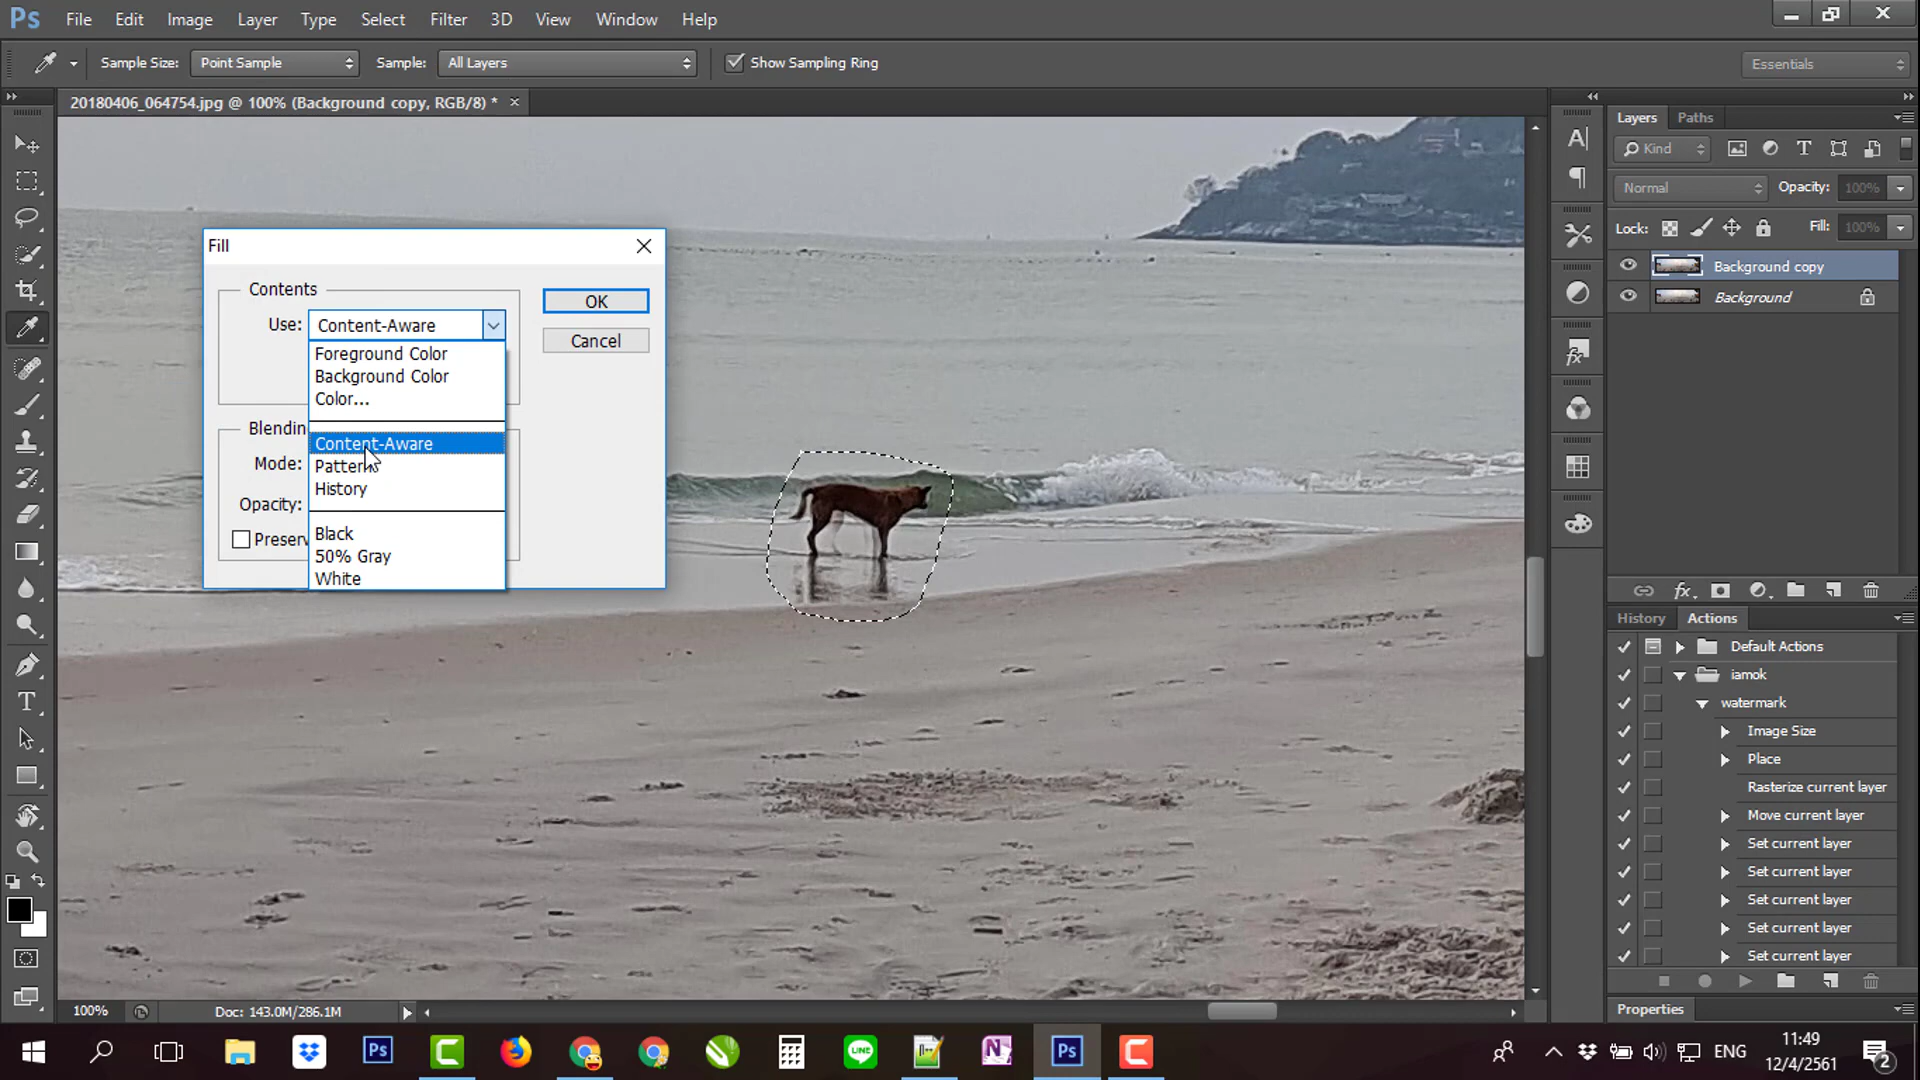 Ps File Edit Image Layer Type Select Filter 3D View Window Help
Sample Size: Point Sample Sample: All Layers Show Sampling Ring Essentials
20180406_064754.jpg @ 100% (Background copy, RGB/8) *
Fill
Contents
Use: Content-Aware
OK
Cancel
Foreground Color
Background Color
Color...
Content-Aware
Pattern
History
Black
50% Gray
White
Blendin
Mode:
Opacity:
Preserv
Layers Paths
Kind
Normal Opacity: 100%
Lock: Fill: 100%
Background copy
Background
History Actions
Default Actions
iamok
watermark
Image Size
Place
Rasterize current layer
Move current layer
Set current layer
Set current layer
Set current layer
Set current layer
Set current layer
Properties
100% Doc: 143.0M/286.1M
Ps LINE N Ps C
ENG
11:49
12/4/2561
2